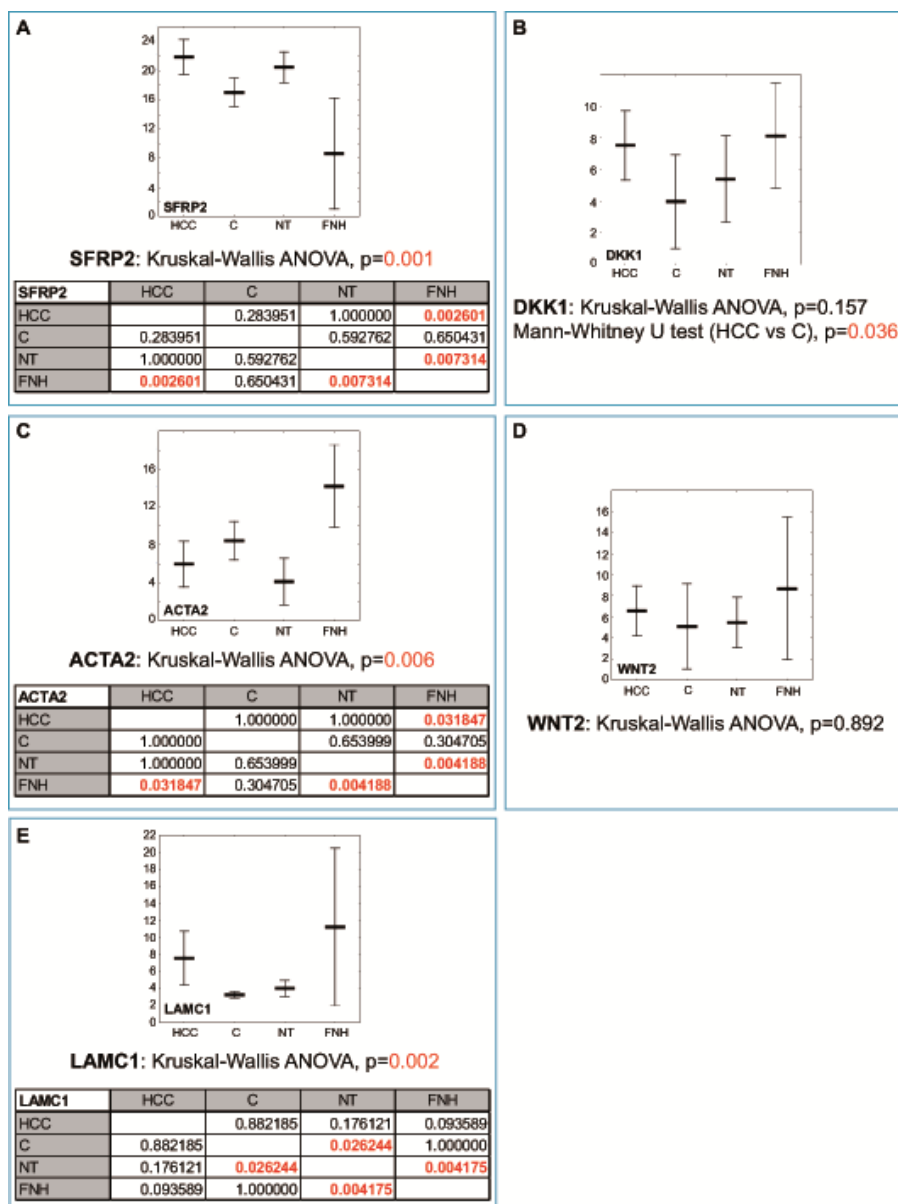 A
24
20
16
12
8
4
0
SFRP2
HCC C NT FNH
SFRP2: Kruskal-Wallis ANOVA, p=0.001
SFRP2 HCC C NT FNH
HCC 0.283951 1.000000 0.002601
C 0.283951 0.592762 0.650431
NT 1.000000 0.592762 0.007314
FNH 0.002601 0.650431 0.007314
B
10
8
6
4
2
0
DKK1
HCC C NT FNH
DKK1: Kruskal-Wallis ANOVA, p=0.157
Mann-Whitney U test (HCC vs C), p=0.036
C
16
12
8
4
0
ACTA2
HCC C NT FNH
ACTA2: Kruskal-Wallis ANOVA, p=0.006
ACTA2 HCC C NT FNH
HCC 1.000000 1.000000 0.031847
C 1.000000 0.653999 0.304705
NT 1.000000 0.653999 0.004188
FNH 0.031847 0.304705 0.004188
D
16
14
12
10
8
6
4
2
0
WNT2
HCC C NT FNH
WNT2: Kruskal-Wallis ANOVA, p=0.892
E
22
20
18
16
14
12
10
8
6
4
2
0
LAMC1
HCC C NT FNH
LAMC1: Kruskal-Wallis ANOVA, p=0.002
LAMC1 HCC C NT FNH
HCC 0.882185 0.176121 0.093589
C 0.882185 0.026244 1.000000
NT 0.176121 0.026244 0.004175
FNH 0.093589 1.000000 0.004175